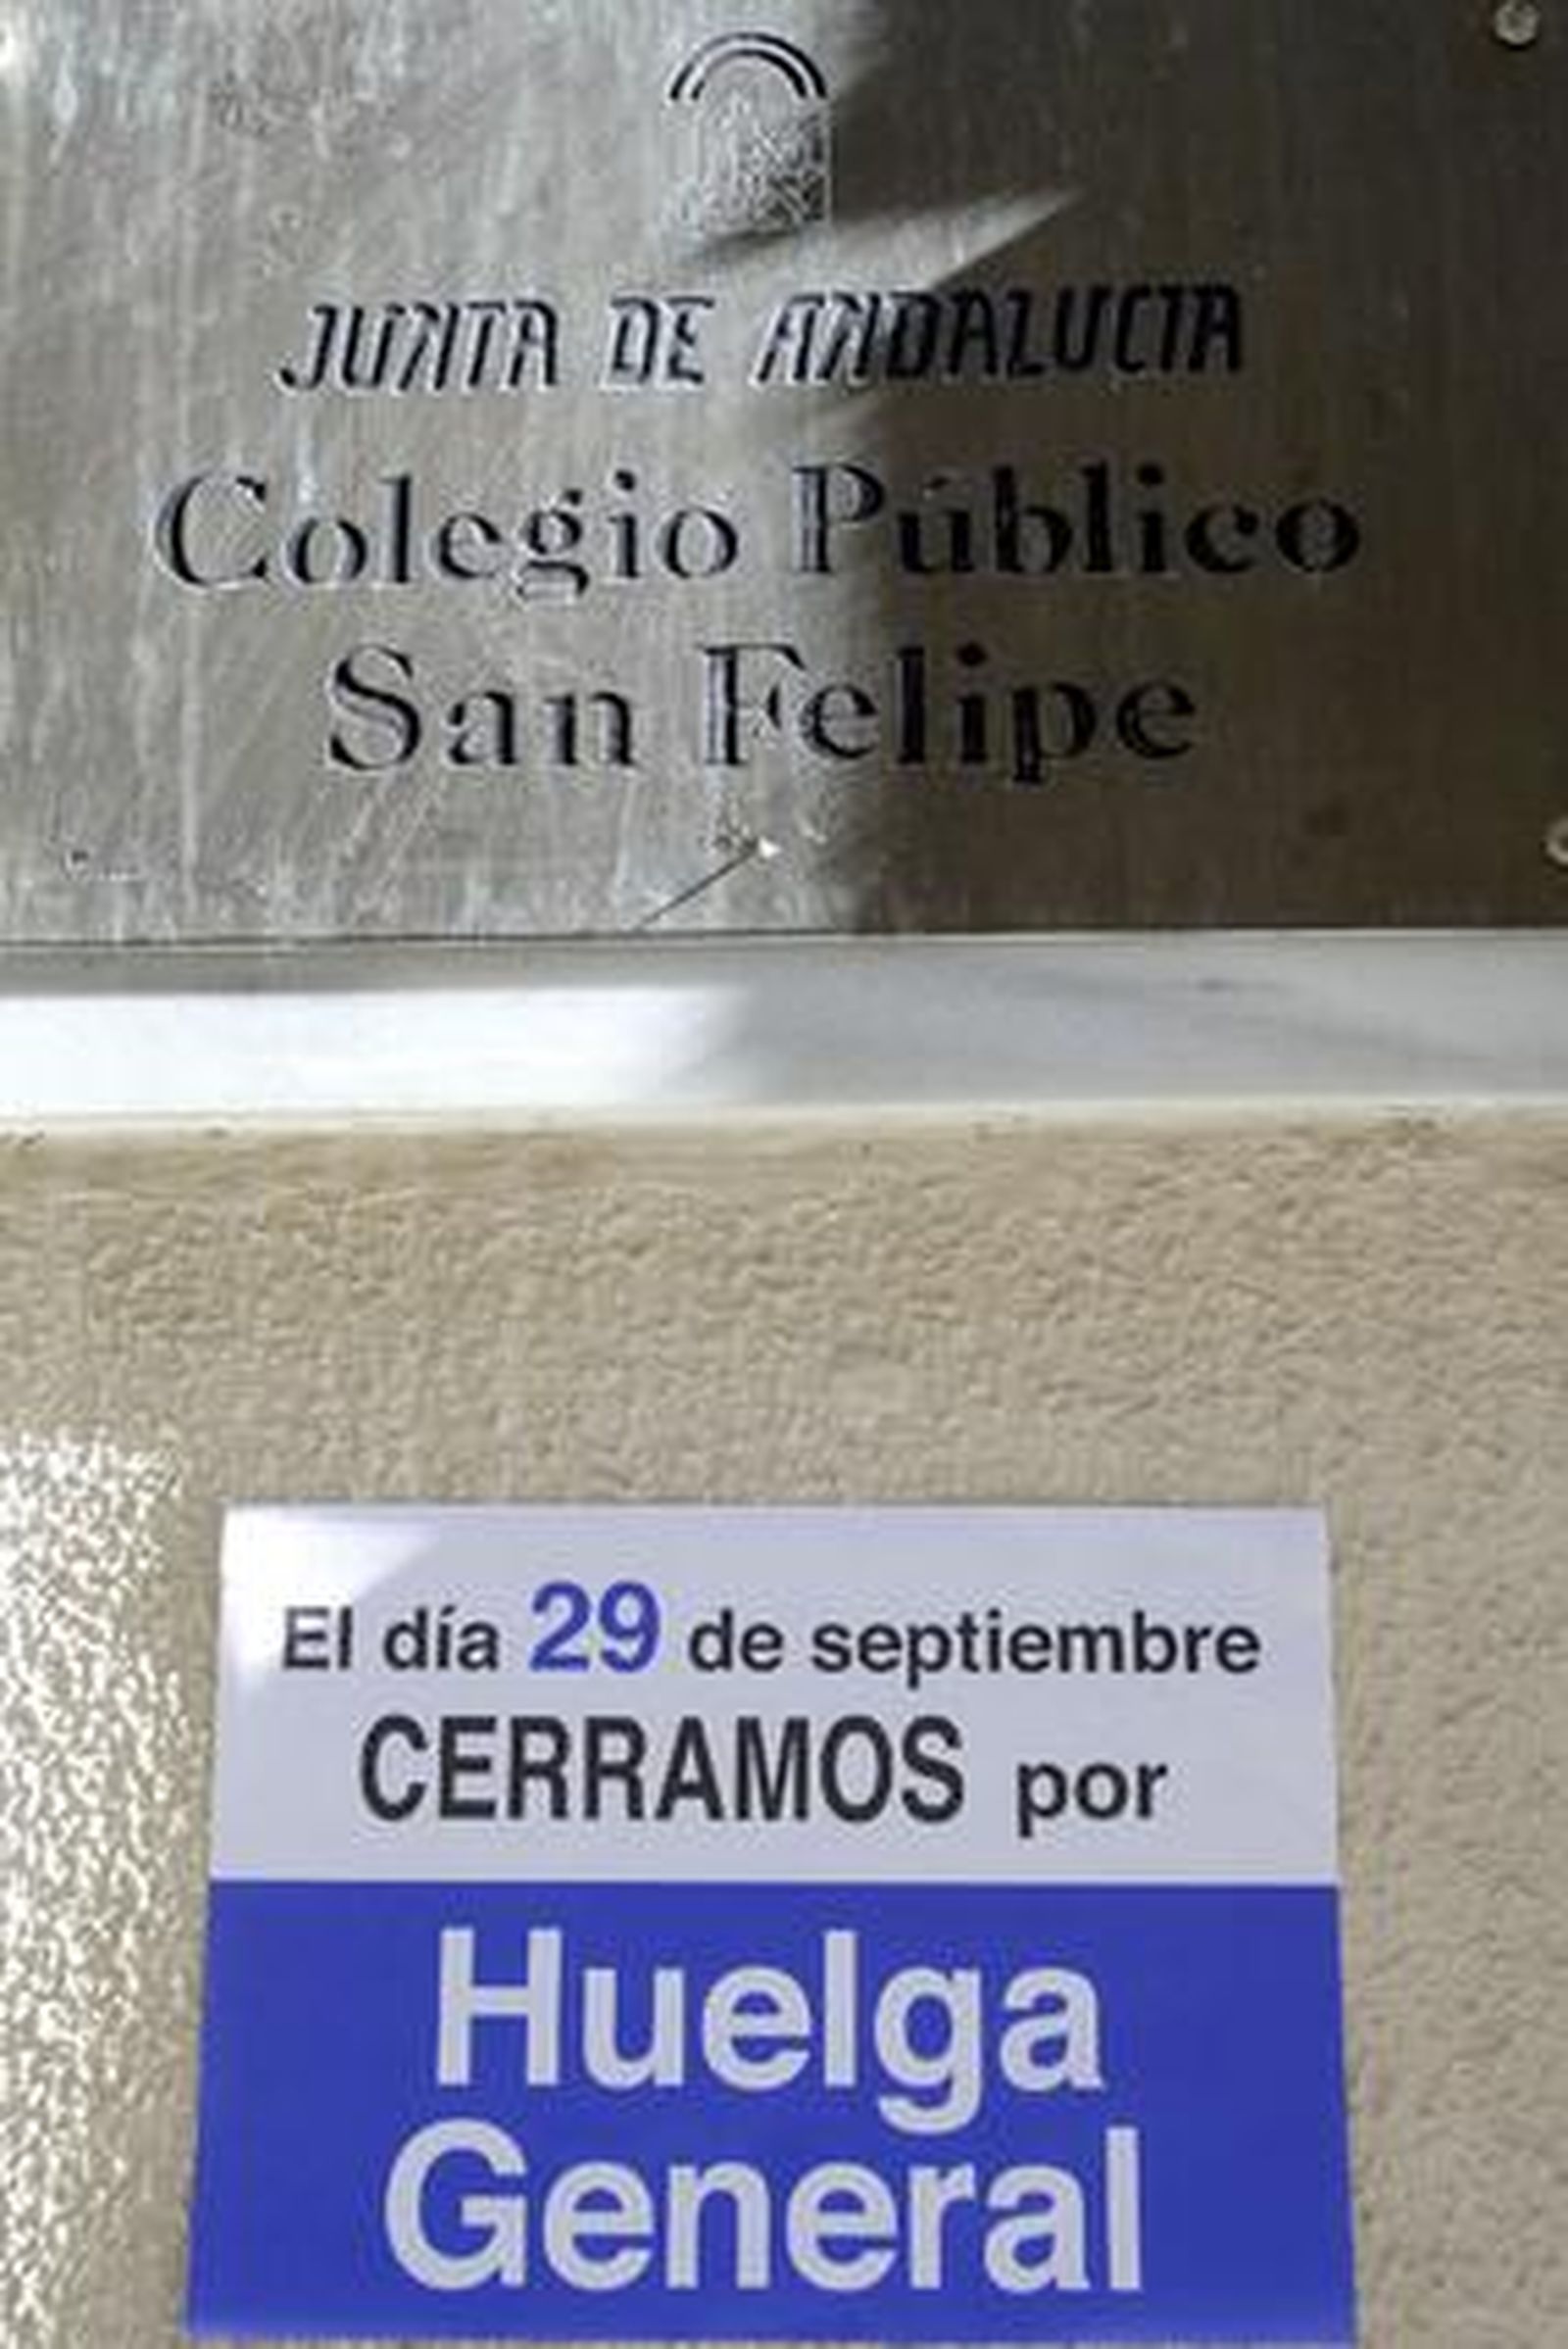 JUNTA DE ANDALUCIA
Colegio Público
San Felipe
El día 29 de septiembre
CERRAMOS por
Huelga
General